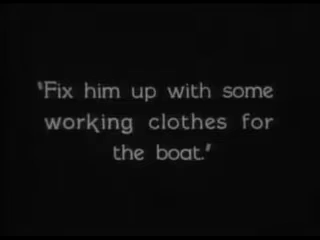 "Fix him up with some
working clothes for
the boat."